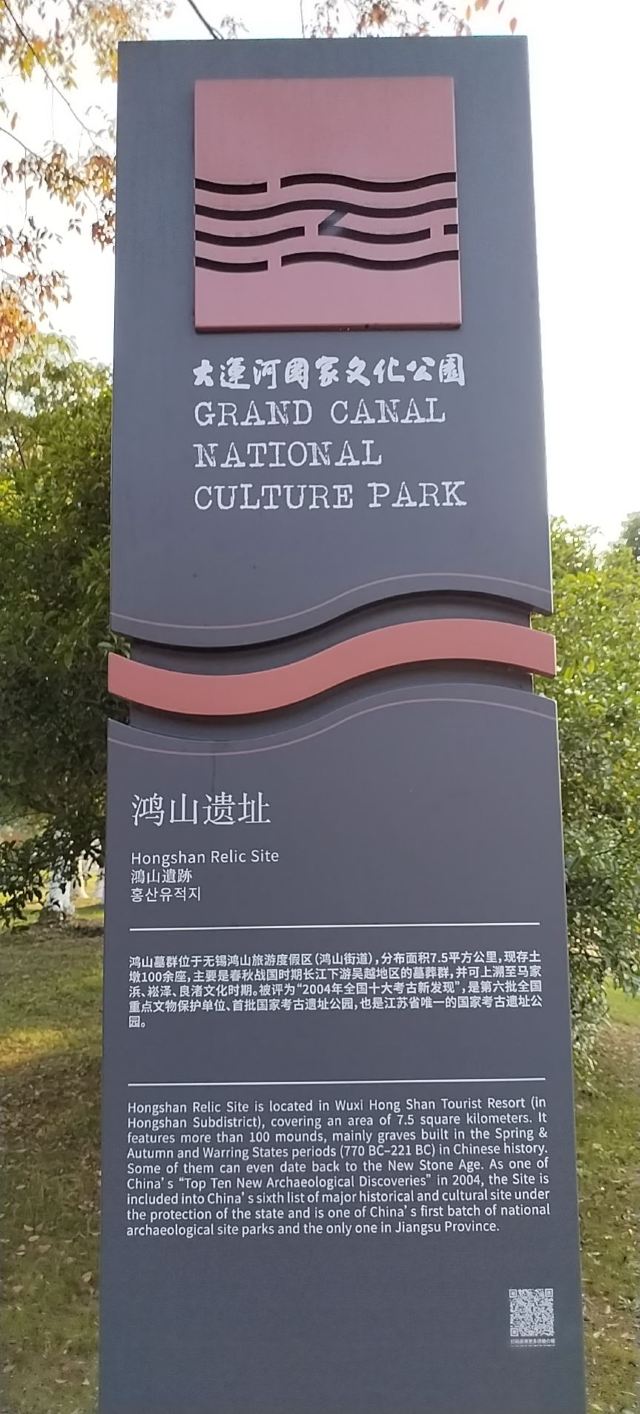 大運河國家文化公園
GRAND CANAL
NATIONAL
CULTURE PARK
鸿山遗址
Hongshan Relic Site
鴻山遺跡
홍산유적지
鸿山墓群位于无锡鸿山旅游度假区（鸿山街道），分布面积7.5平方公里，现存土
墩100余座，主要是春秋战国时期长江下游吴越地区的墓葬群，并可上溯至马家
浜、崧泽、良渚文化时期。被评为“2004年全国十大考古新发现”，是第六批全国
重点文物保护单位、首批国家考古遗址公园，也是江苏省唯一的国家考古遗址公
园。
Hongshan Relic Site is located in Wuxi Hong Shan Tourist Resort (in
Hongshan Subdistrict), covering an area of 7.5 square kilometers. It
features more than 100 mounds, mainly graves built in the Spring &
Autumn and Warring States periods (770 BC–221 BC) in Chinese history.
Some of them can even date back to the New Stone Age. As one of
China's “Top Ten New Archaeological Discoveries” in 2004, the Site is
included into China's sixth list of major historical and cultural site under
the protection of the state and is one of China's first batch of national
archaeological site parks and the only one in Jiangsu Province.